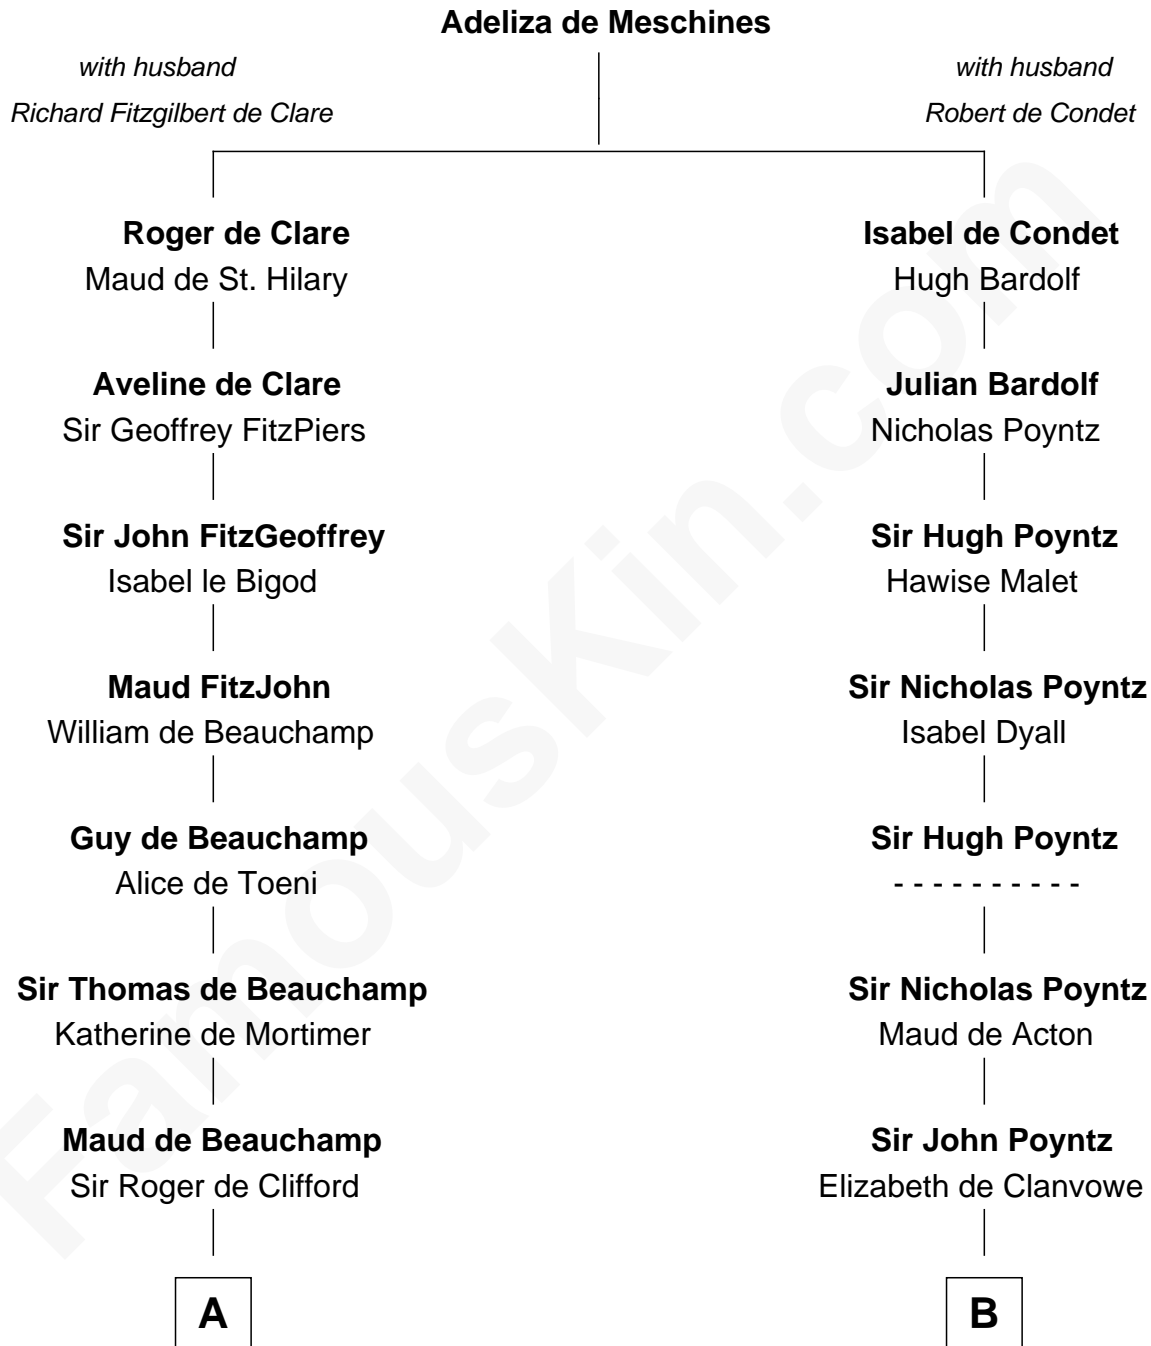 Adeliza de Meschines
with husband
Richard Fitzgilbert de Clare
with husband
Robert de Condet
Roger de Clare
Maud de St. Hilary
Isabel de Condet
Hugh Bardolf
Aveline de Clare
Sir Geoffrey FitzPiers
Julian Bardolf
Nicholas Poyntz
Sir John FitzGeoffrey
Isabel le Bigod
Sir Hugh Poyntz
Hawise Malet
Maud FitzJohn
William de Beauchamp
Sir Nicholas Poyntz
Isabel Dyall
Guy de Beauchamp
Alice de Toeni
Sir Hugh Poyntz
- - - - - - - - - -
Sir Thomas de Beauchamp
Katherine de Mortimer
Sir Nicholas Poyntz
Maud de Acton
Maud de Beauchamp
Sir Roger de Clifford
Sir John Poyntz
Elizabeth de Clanvowe
A
B
FamousKin.com